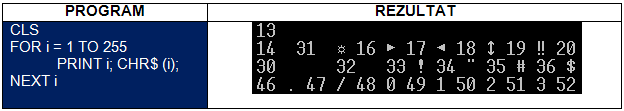 PROGRAM
REZULTAT
CLS
FOR i = 1 TO 255
PRINT i; CHR$ (i);
NEXT i
13
14 31 ☼ 16 ► 17 ◄ 18 ↕ 19 ‼ 20
30 32 33 ! 34 " 35 # 36 $
46 . 47 / 48 0 49 1 50 2 51 3 52